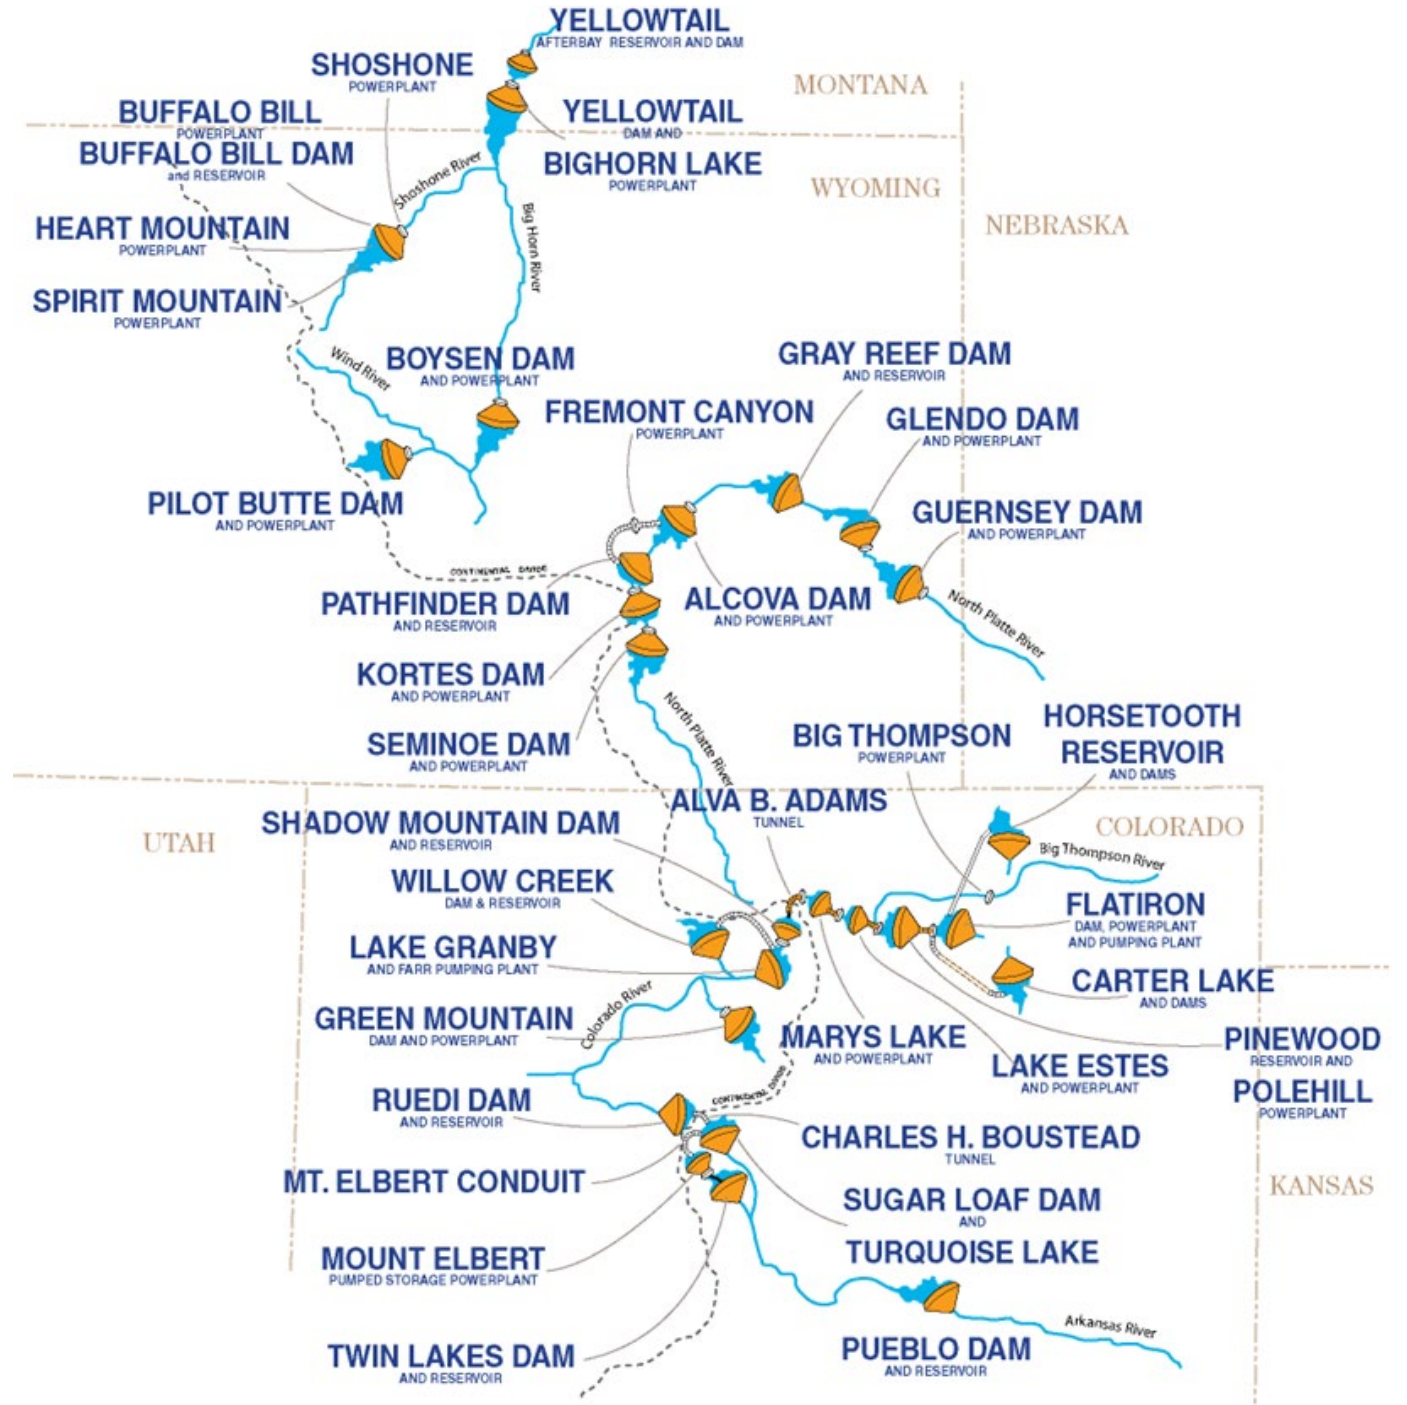 YELLOWTAIL
AFTERBAY RESERVOIR AND DAM
SHOSHONE
POWERPLANT
MONTANA
BUFFALO BILL
POWERPLANT
YELLOWTAIL
DAM AND
BUFFALO BILL DAM
and RESERVOIR
BIGHORN LAKE
POWERPLANT
Shoshone River
WYOMING
NEBRASKA
HEART MOUNTAIN
POWERPLANT
Big Horn River
SPIRIT MOUNTAIN
POWERPLANT
Wind River
BOYSEN DAM
AND POWERPLANT
GRAY REEF DAM
AND RESERVOIR
FREMONT CANYON
POWERPLANT
GLENDO DAM
AND POWERPLANT
PILOT BUTTE DAM
AND POWERPLANT
GUERNSEY DAM
AND POWERPLANT
CONTINENTAL DIVIDE
PATHFINDER DAM
AND RESERVOIR
ALCOVA DAM
AND POWERPLANT
North Platte River
KORTES DAM
AND POWERPLANT
SEMINOE DAM
AND POWERPLANT
North Platte River
BIG THOMPSON
POWERPLANT
HORSETOOTH
RESERVOIR
AND DAMS
ALVA B. ADAMS
TUNNEL
UTAH
SHADOW MOUNTAIN DAM
AND RESERVOIR
COLORADO
Big Thompson River
WILLOW CREEK
DAM & RESERVOIR
FLATIRON
DAM, POWERPLANT
AND PUMPING PLANT
LAKE GRANBY
AND FARR PUMPING PLANT
CARTER LAKE
AND DAMS
Colorado River
GREEN MOUNTAIN
DAM AND POWERPLANT
MARYS LAKE
AND POWERPLANT
PINEWOOD
RESERVOIR AND
LAKE ESTES
AND POWERPLANT
POLEHILL
POWERPLANT
CONTINENTAL DIVIDE
RUEDI DAM
AND RESERVOIR
CHARLES H. BOUSTEAD
TUNNEL
MT. ELBERT CONDUIT
KANSAS
SUGAR LOAF DAM
AND
TURQUOISE LAKE
MOUNT ELBERT
PUMPED STORAGE POWERPLANT
Arkansas River
TWIN LAKES DAM
AND RESERVOIR
PUEBLO DAM
AND RESERVOIR